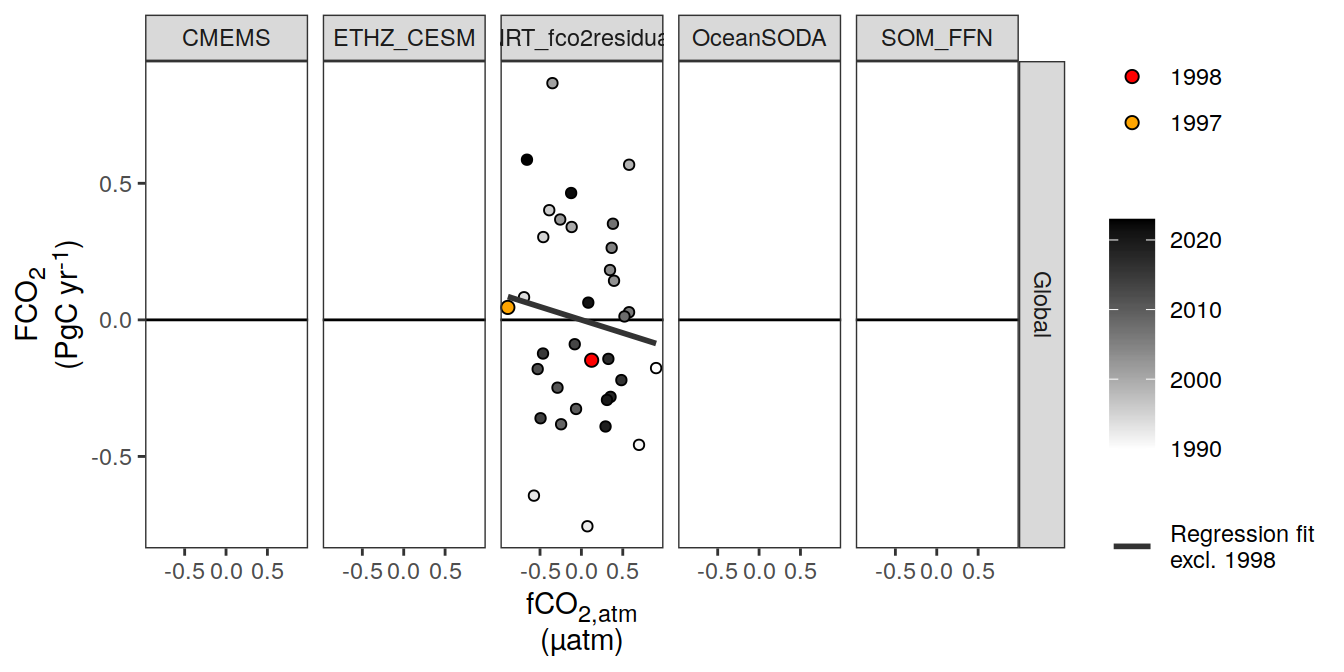 CMEMS
ETHZ_CESM
NRT_fco2residua
OceanSODA
SOM_FFN
Global
0.5
0.0
-0.5
FCO2
(PgC yr-1)
-0.5 0.0 0.5
-0.5 0.0 0.5
-0.5 0.0 0.5
-0.5 0.0 0.5
-0.5 0.0 0.5
fCO2,atm
(µatm)
1998
1997
2020
2010
2000
1990
Regression fit
excl. 1998